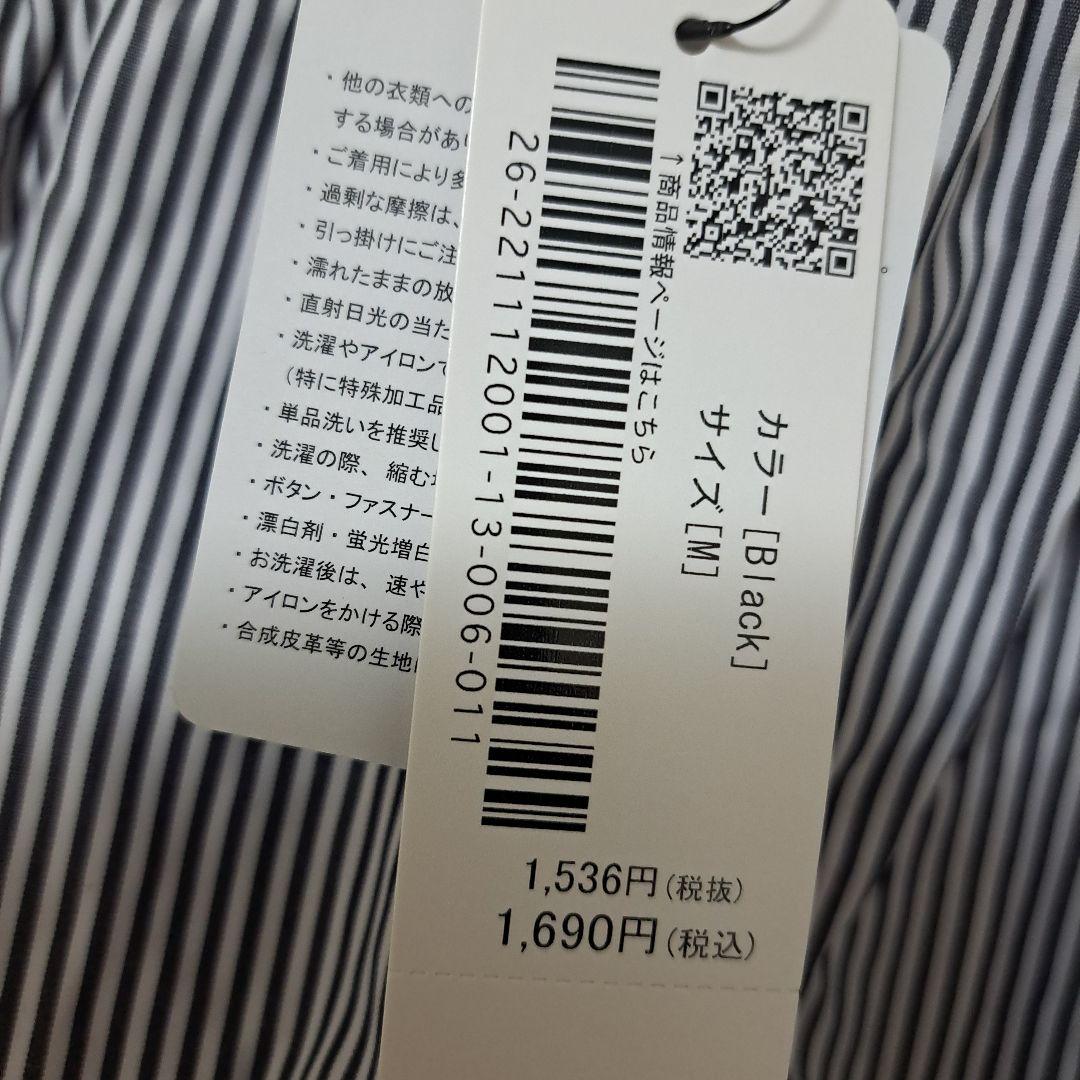 ・他の衣類への
する場合があ
・ご着用により多
・過剰な摩擦は、
・引っ掛けにご注
・濡れたままの放
・直射日光の当た
・洗濯やアイロンで
（特に特殊加工品
・単品洗いを推奨し
・洗濯の際、縮む
・ボタン・ファスナー
・漂白剤・蛍光増白
・お洗濯後は、速や
・アイロンをかける際
・合成皮革等の生地
↑商品情報ページはこちら
26-221112001-13-006-011
カラー[Black]
サイズ[M]
1,536円(税抜)
1,690円(税込)